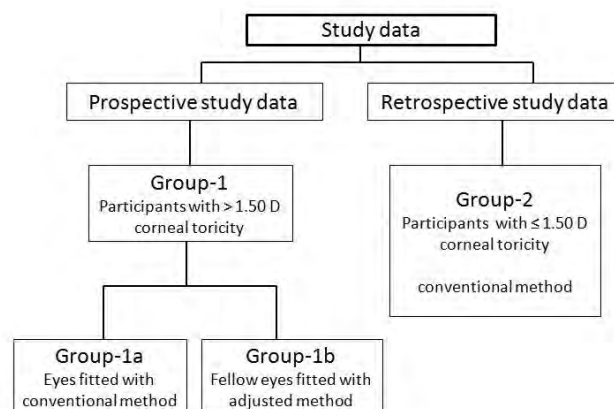 Study data
Prospective study data
Retrospective study data
Group-1
Participants with > 1.50 D
corneal toricity
Group-2
Participants with ≤ 1.50 D
corneal toricity
conventional method
Group-1a
Eyes fitted with
conventional method
Group-1b
Fellow eyes fitted with
adjusted method